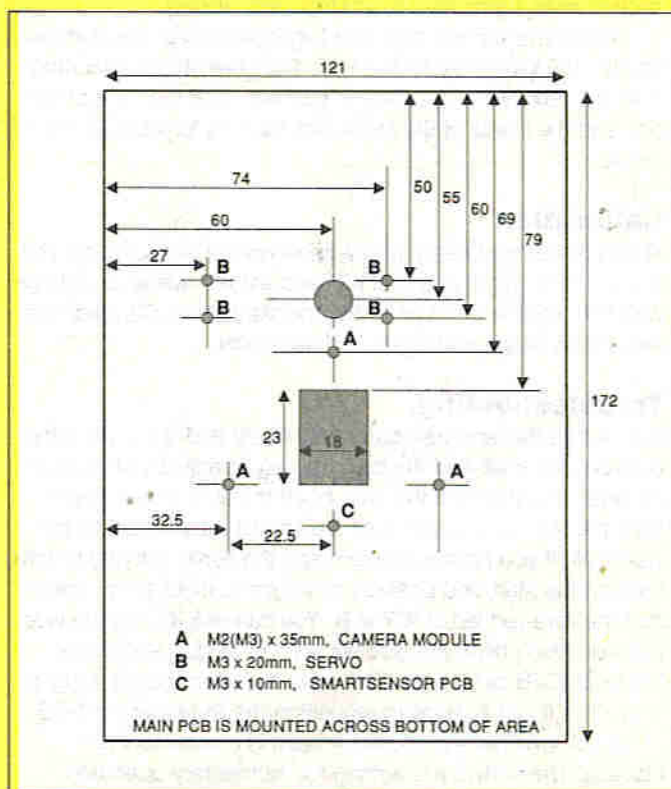 121
74
50
55
60
69
79
60
27
B
B
B
B
A
172
23
18
A
A
C
32.5
22.5
A M2(M3) x 35mm, CAMERA MODULE
B M3 x 20mm, SERVO
C M3 x 10mm, SMARTSENSOR PCB
MAIN PCB IS MOUNTED ACROSS BOTTOM OF AREA